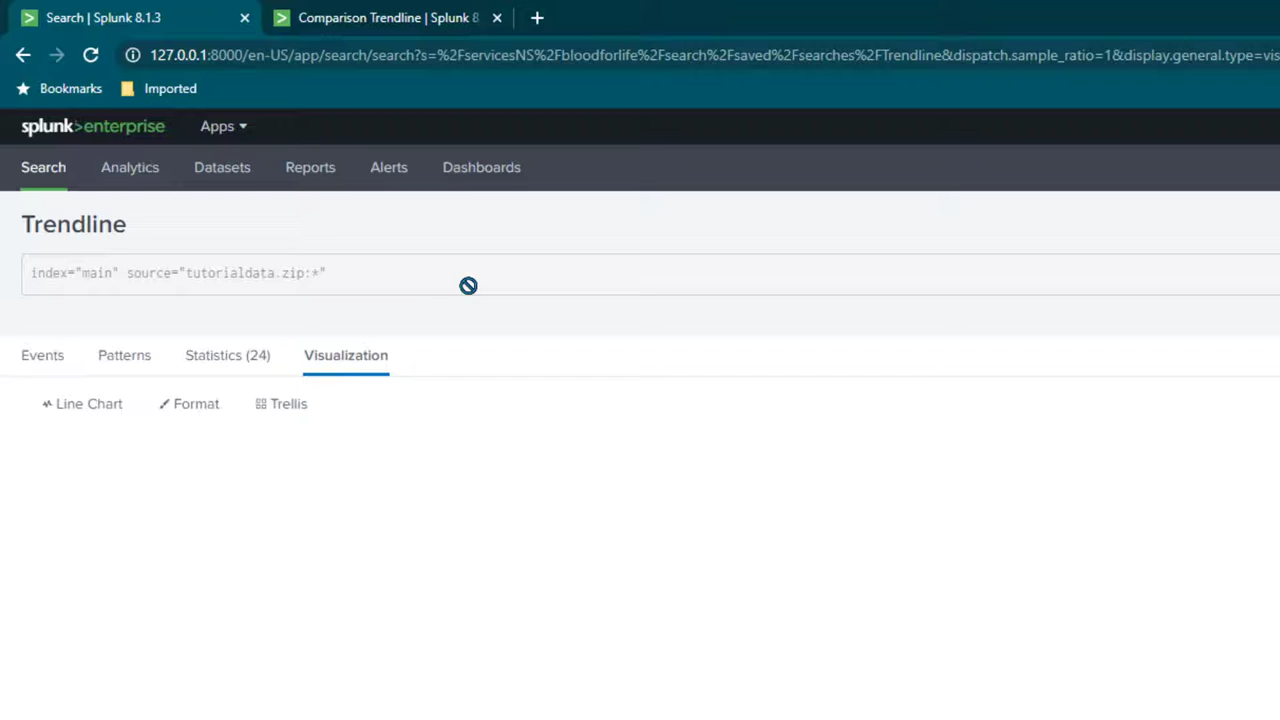 Search | Splunk 8.1.3
Comparison Trendline | Splunk 8
127.0.0.1:8000/en-US/app/search/search?s=%2FservicesNS%2Fbloodforlife%2Fsearch%2Fsaved%2Fsearches%2FTrendline&dispatch.sample_ratio=1&display.general.type=vis
Bookmarks Imported
splunk>enterprise Apps
Search Analytics Datasets Reports Alerts Dashboards
Trendline
index="main" source="tutorialdata.zip:*"
Events Patterns Statistics (24) Visualization
Line Chart Format Trellis